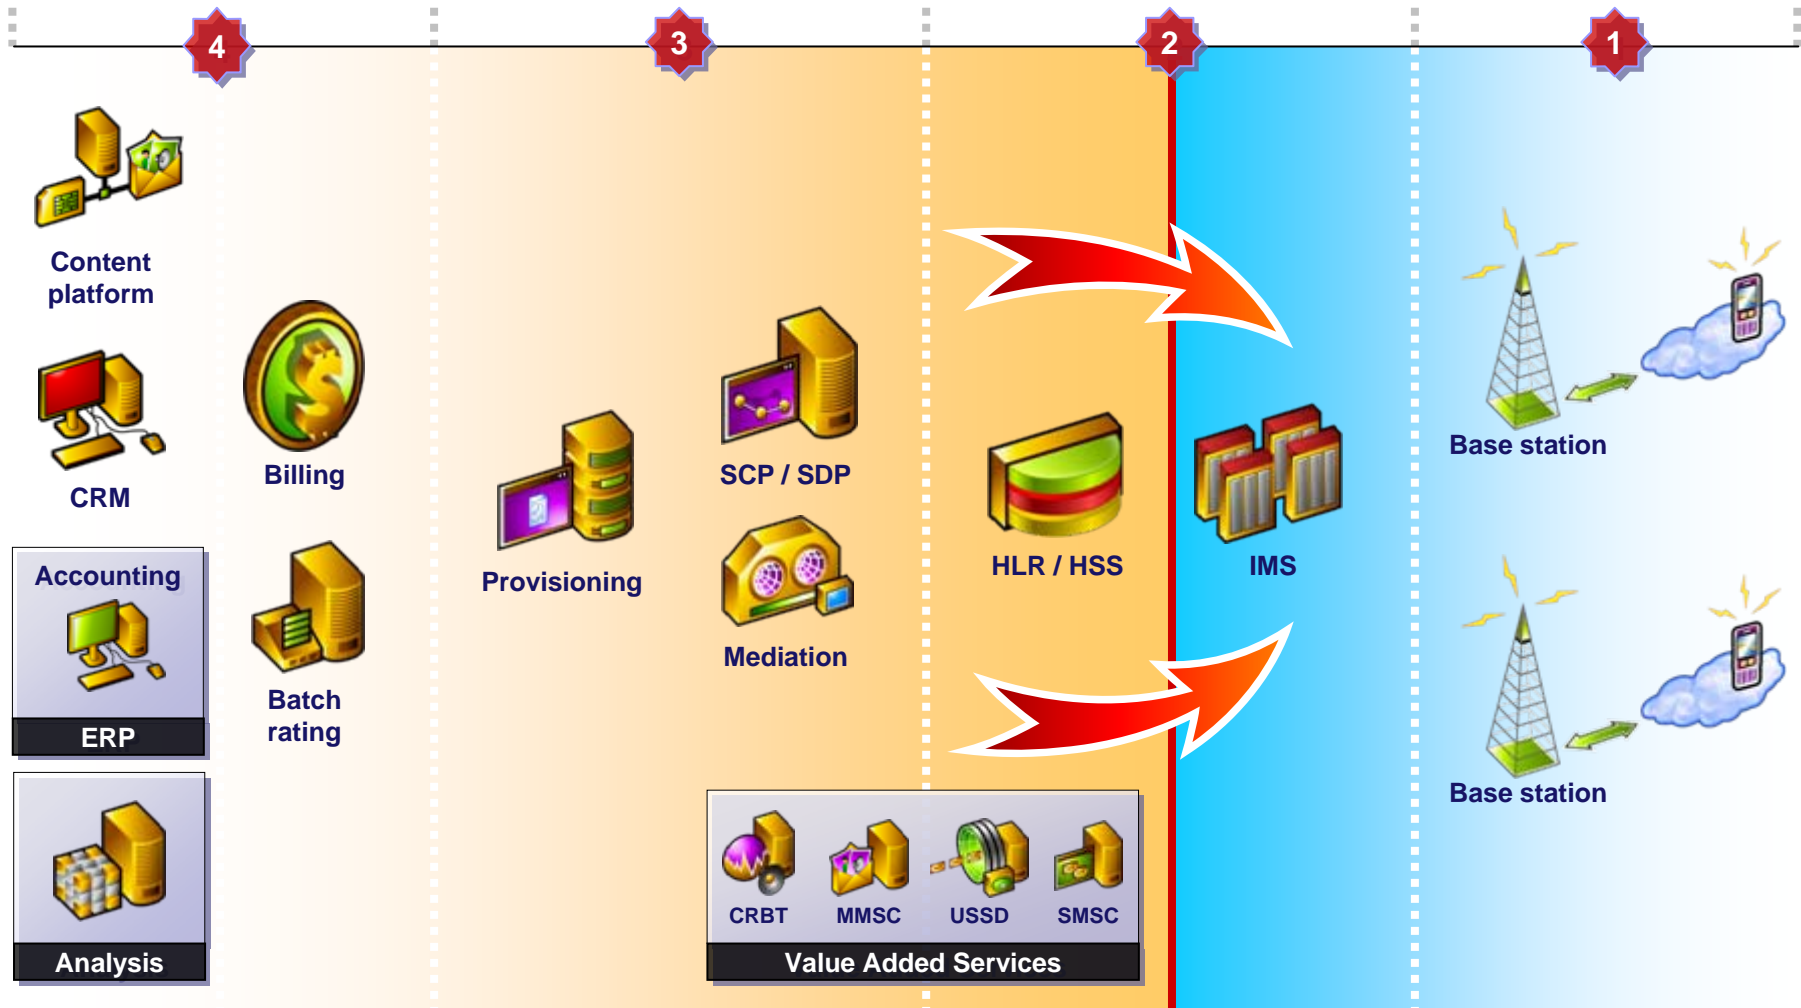 4
3
2
1
Content
platform
CRM
Billing
Accounting
ERP
Batch
rating
Analysis
Provisioning
SCP / SDP
Mediation
HLR / HSS
IMS
CRBT
MMSC
USSD
SMSC
Value Added Services
Base station
Base station